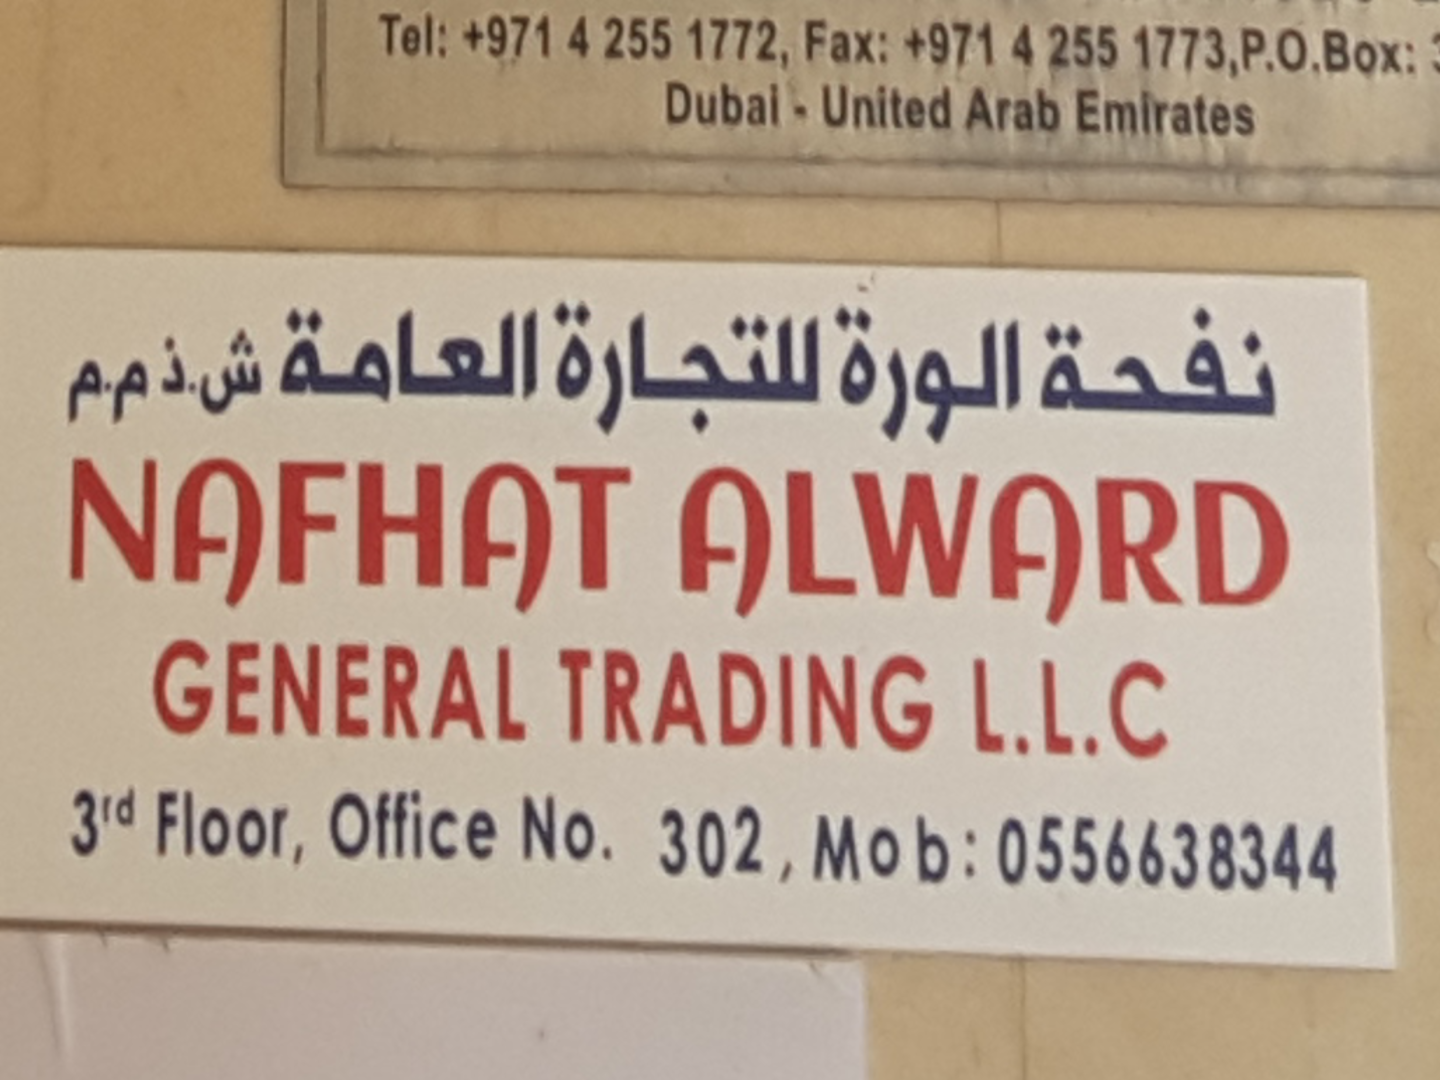 Tel: +971 4 255 1772, Fax: +971 4 255 1773,P.O.Box:
Dubai - United Arab Emirates
نفحة الورة للتجارة العامة ش.ذ.م.م
NAFHAT ALWARD
GENERAL TRADING L.L.C
3rd Floor, Office No. 302, Mob: 0556638344